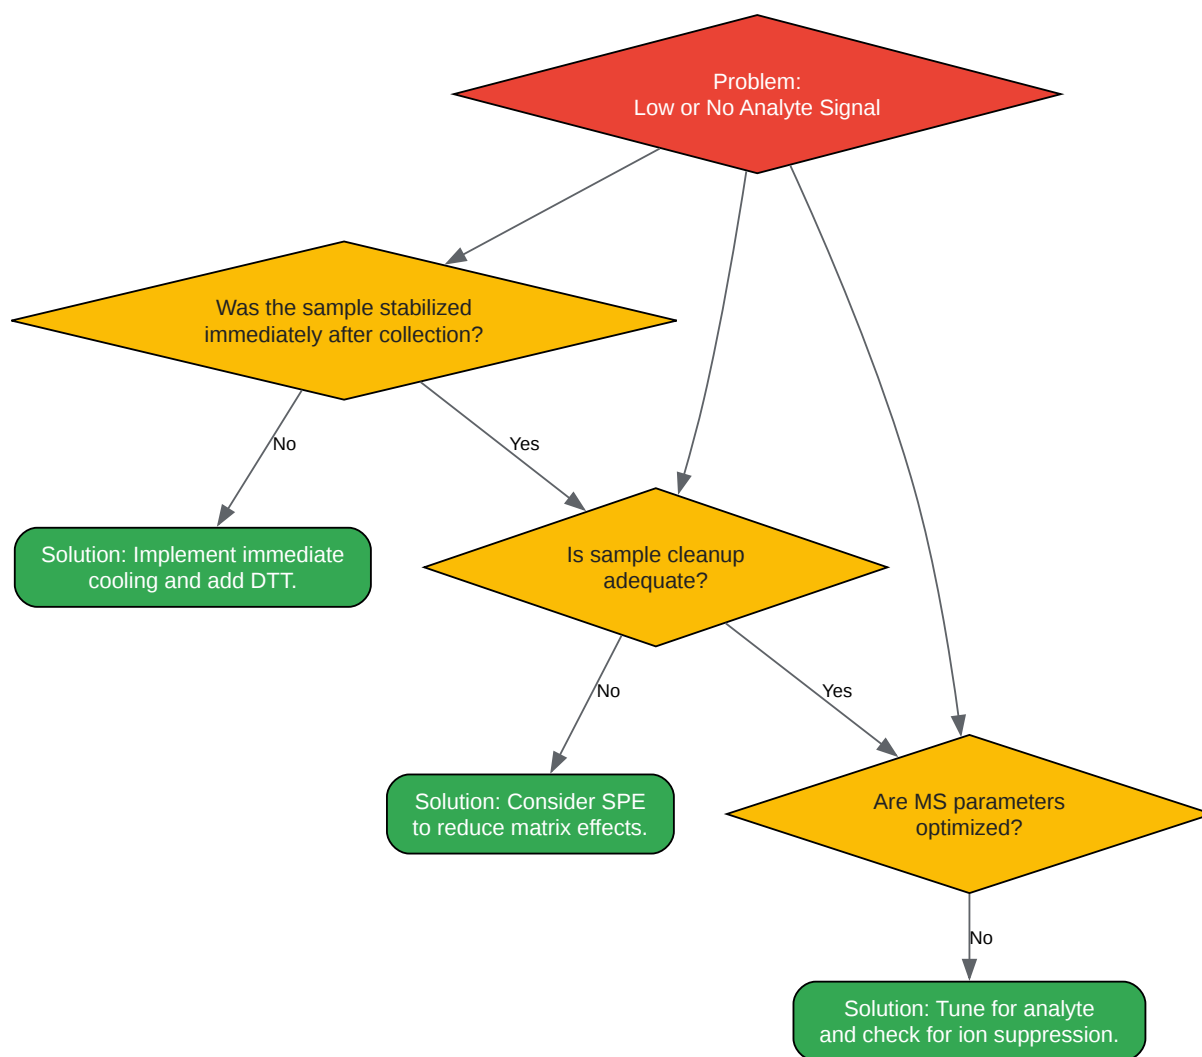 Problem:
Low or No Analyte Signal
Was the sample stabilized
immediately after collection?
No
Yes
Solution: Implement immediate
cooling and add DTT.
Is sample cleanup
adequate?
No
Yes
Solution: Consider SPE
to reduce matrix effects.
Are MS parameters
optimized?
No
Solution: Tune for analyte
and check for ion suppression.